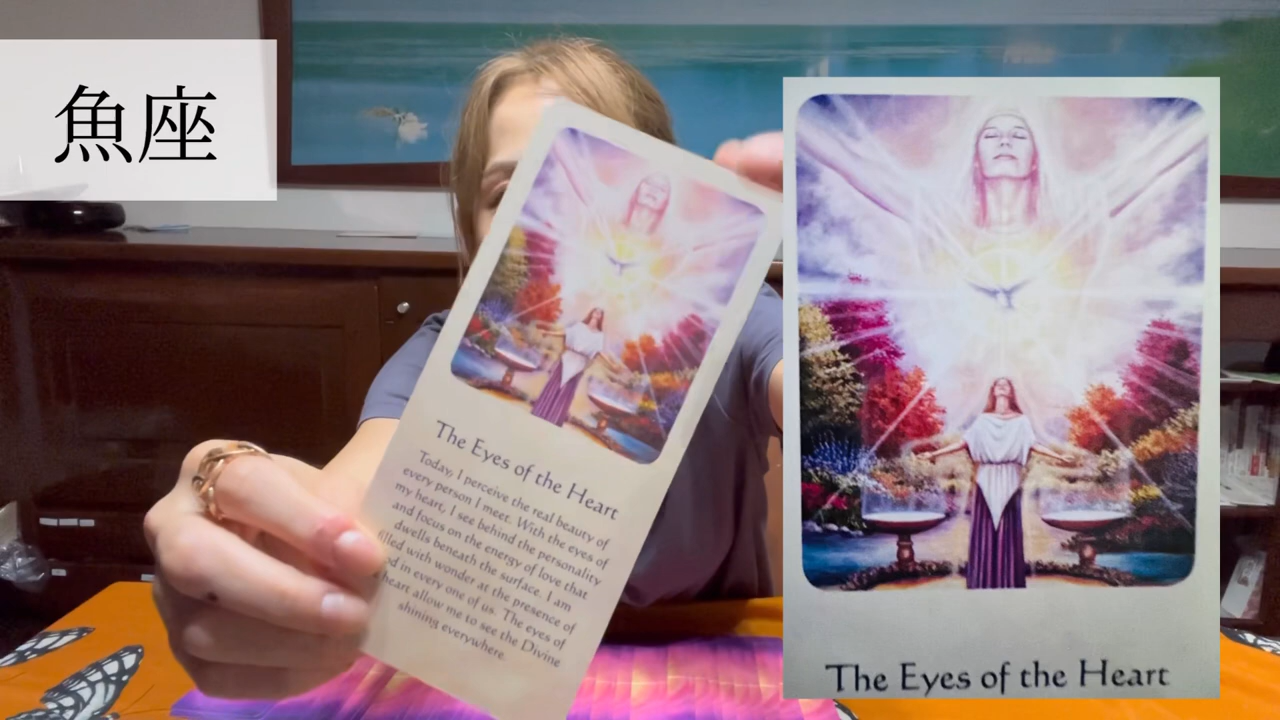 魚座
The Eyes of the Heart
Today, I perceive the real beauty of
every person I meet. With the eyes of
my heart, I see behind the personality
and focus on the energy of love that
dwells beneath the surface. I am
filled with wonder at the presence of
in every one of us. The eyes of
heart allow me to see the Divine
shining everywhere.
The Eyes of the Heart